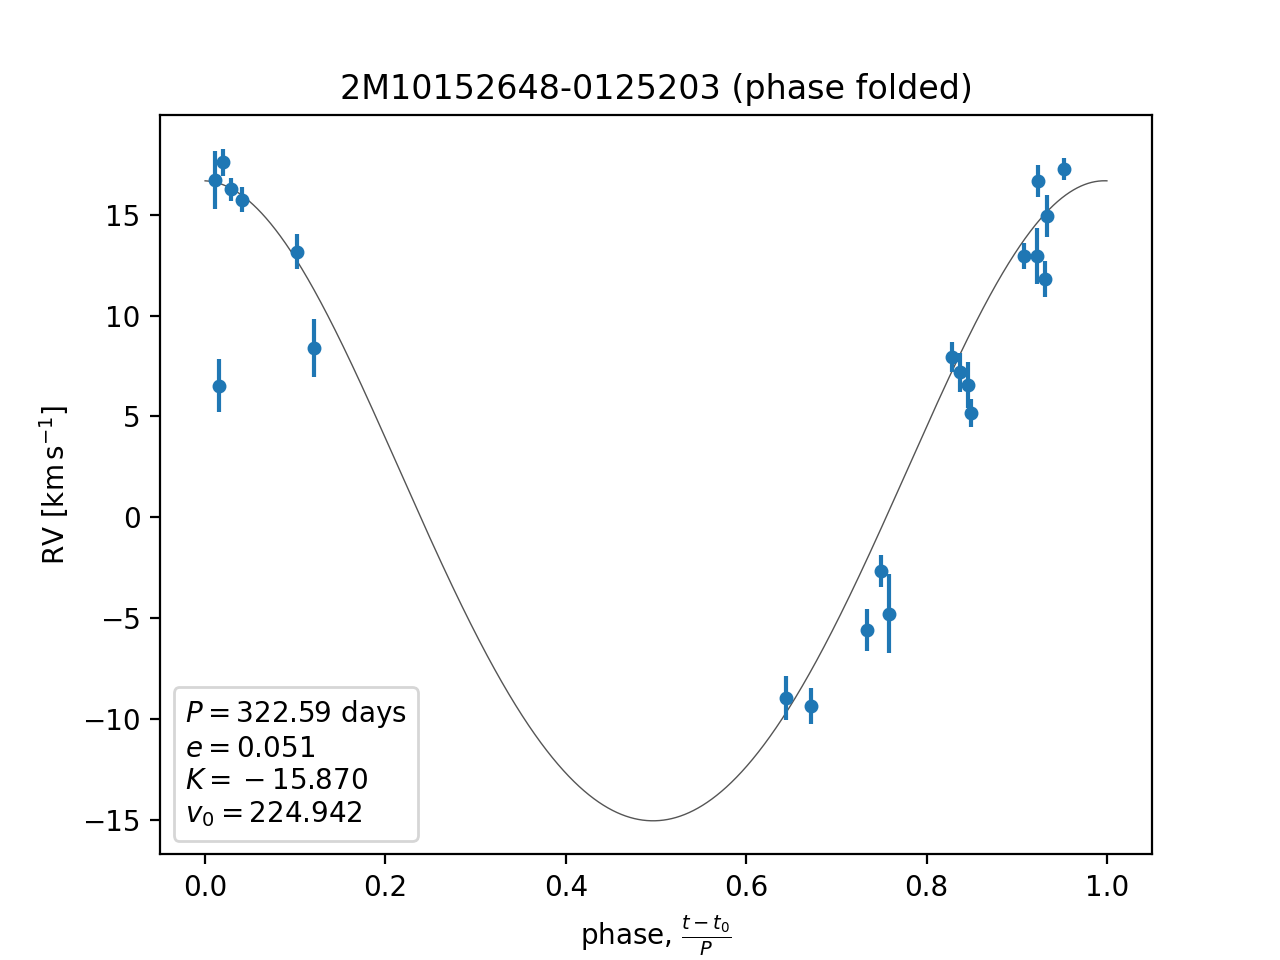 2M10152648-0125203 (phase folded)
RV [km s⁻¹]
15
10
5
0
−5
−10
−15
P = 322.59 days
e = 0.051
K = −15.870
v₀ = 224.942
0.0 0.2 0.4 0.6 0.8 1.0
phase, (t − t₀)/P